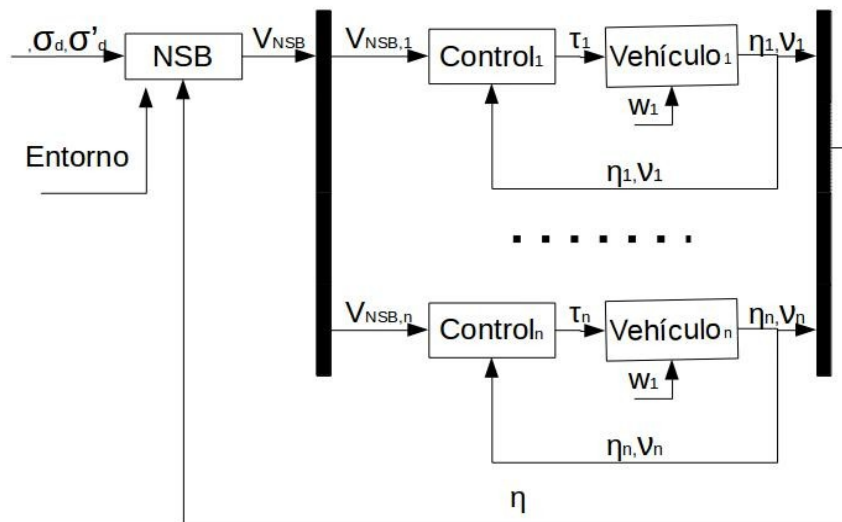 ,σd,σ'd
NSB
VNSB
VNSB,1
Control1
τ1
Vehículo1
η1,ν1
w1
Entorno
η1,ν1
VNSB,n
Controln
τn
Vehículon
ηn,νn
w1
ηn,νn
η